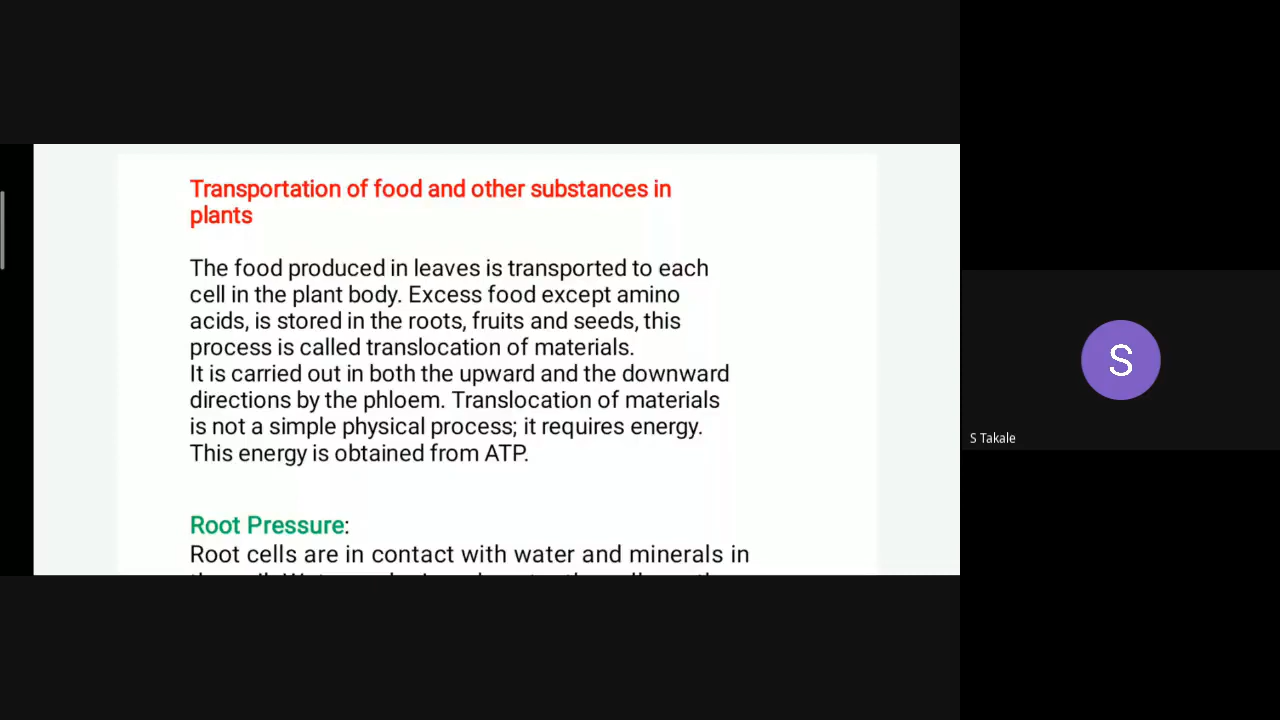 Transportation of food and other substances in
plants
The food produced in leaves is transported to each
cell in the plant body. Excess food except amino
acids, is stored in the roots, fruits and seeds, this
process is called translocation of materials.
It is carried out in both the upward and the downward
directions by the phloem. Translocation of materials
is not a simple physical process; it requires energy.
This energy is obtained from ATP.
Root Pressure:
Root cells are in contact with water and minerals in
S
S Takale